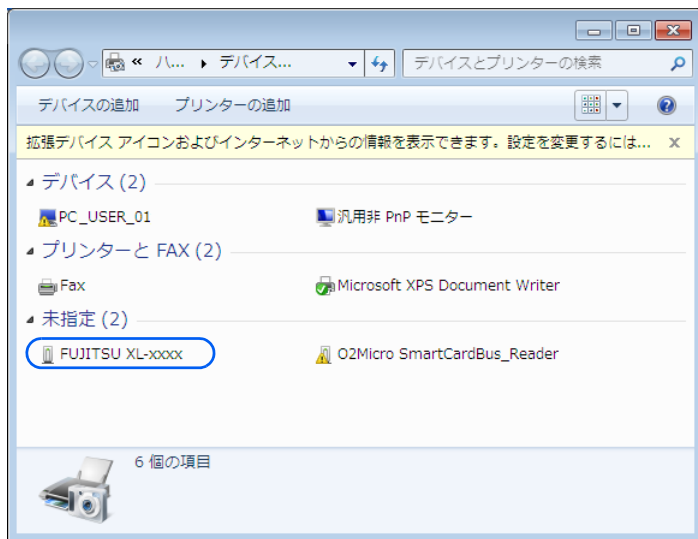 « ハ... ▸ デバイス... デバイスとプリンターの検索
デバイスの追加 プリンターの追加
拡張デバイス アイコンおよびインターネットからの情報を表示できます。設定を変更するには...
デバイス (2)
PC_USER_01 汎用非 PnP モニター
プリンターと FAX (2)
Fax Microsoft XPS Document Writer
未指定 (2)
FUJITSU XL-xxxx O2Micro SmartCardBus_Reader
6 個の項目